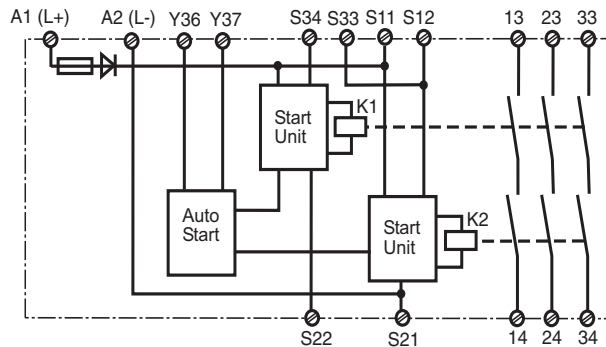 A1 (L+) A2 (L-) Y36 Y37 S34 S33 S11 S12 13 23 33
K1
Start
Unit
Auto
Start
Start
Unit
K2
S22 S21 14 24 34